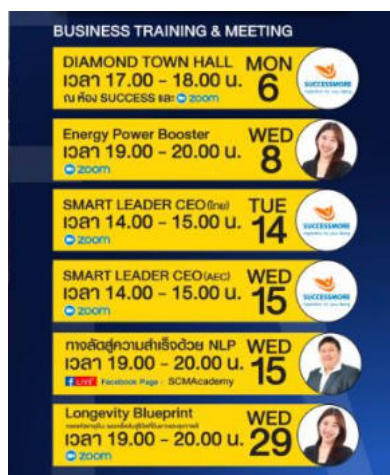 BUSINESS TRAINING & MEETING
DIAMOND TOWN HALL
เวลา 17.00 - 18.00 น.
ณ ห้อง SUCCESS และ zoom
MON
6
SUCCESSMORE
Energy Power Booster
เวลา 19.00 - 20.00 น.
zoom
WED
8
SMART LEADER CEO (ไทย)
เวลา 14.00 - 15.00 น.
zoom
TUE
14
SUCCESSMORE
SMART LEADER CEO (AEC)
เวลา 14.00 - 15.00 น.
zoom
WED
15
SUCCESSMORE
ทางลัดสู่ความสำเร็จด้วย NLP
เวลา 19.00 - 20.00 น.
f LIVE Facebook Page : SCMAcademy
WED
15
Longevity Blueprint
เวลา 19.00 - 20.00 น.
zoom
WED
29